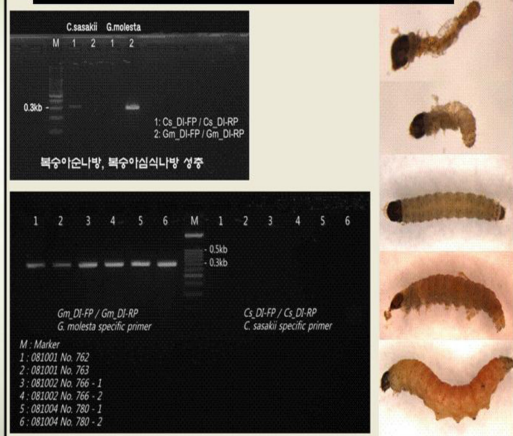 C.sasakii G.molesta
M 1 2 1 2
0.3kb -
1: Cs_DI-FP / Cs_DI-RP
2: Gm_DI-FP / Gm_DI-RP
복숭아순나방, 복숭아심식나방 성충
1 2 3 4 5 6 M 1 2 3 4 5 6
- 0.5kb
- 0.3kb
Gm_DI-FP / Gm_DI-RP
G. molesta specific primer
Cs_DI-FP / Cs_DI-RP
C. sasakii specific primer
M : Marker
1 : 081001 No. 762
2 : 081001 No. 763
3 : 081002 No. 766 - 1
4 : 081002 No. 766 - 2
5 : 081004 No. 780 - 1
6 : 081004 No. 780 - 2